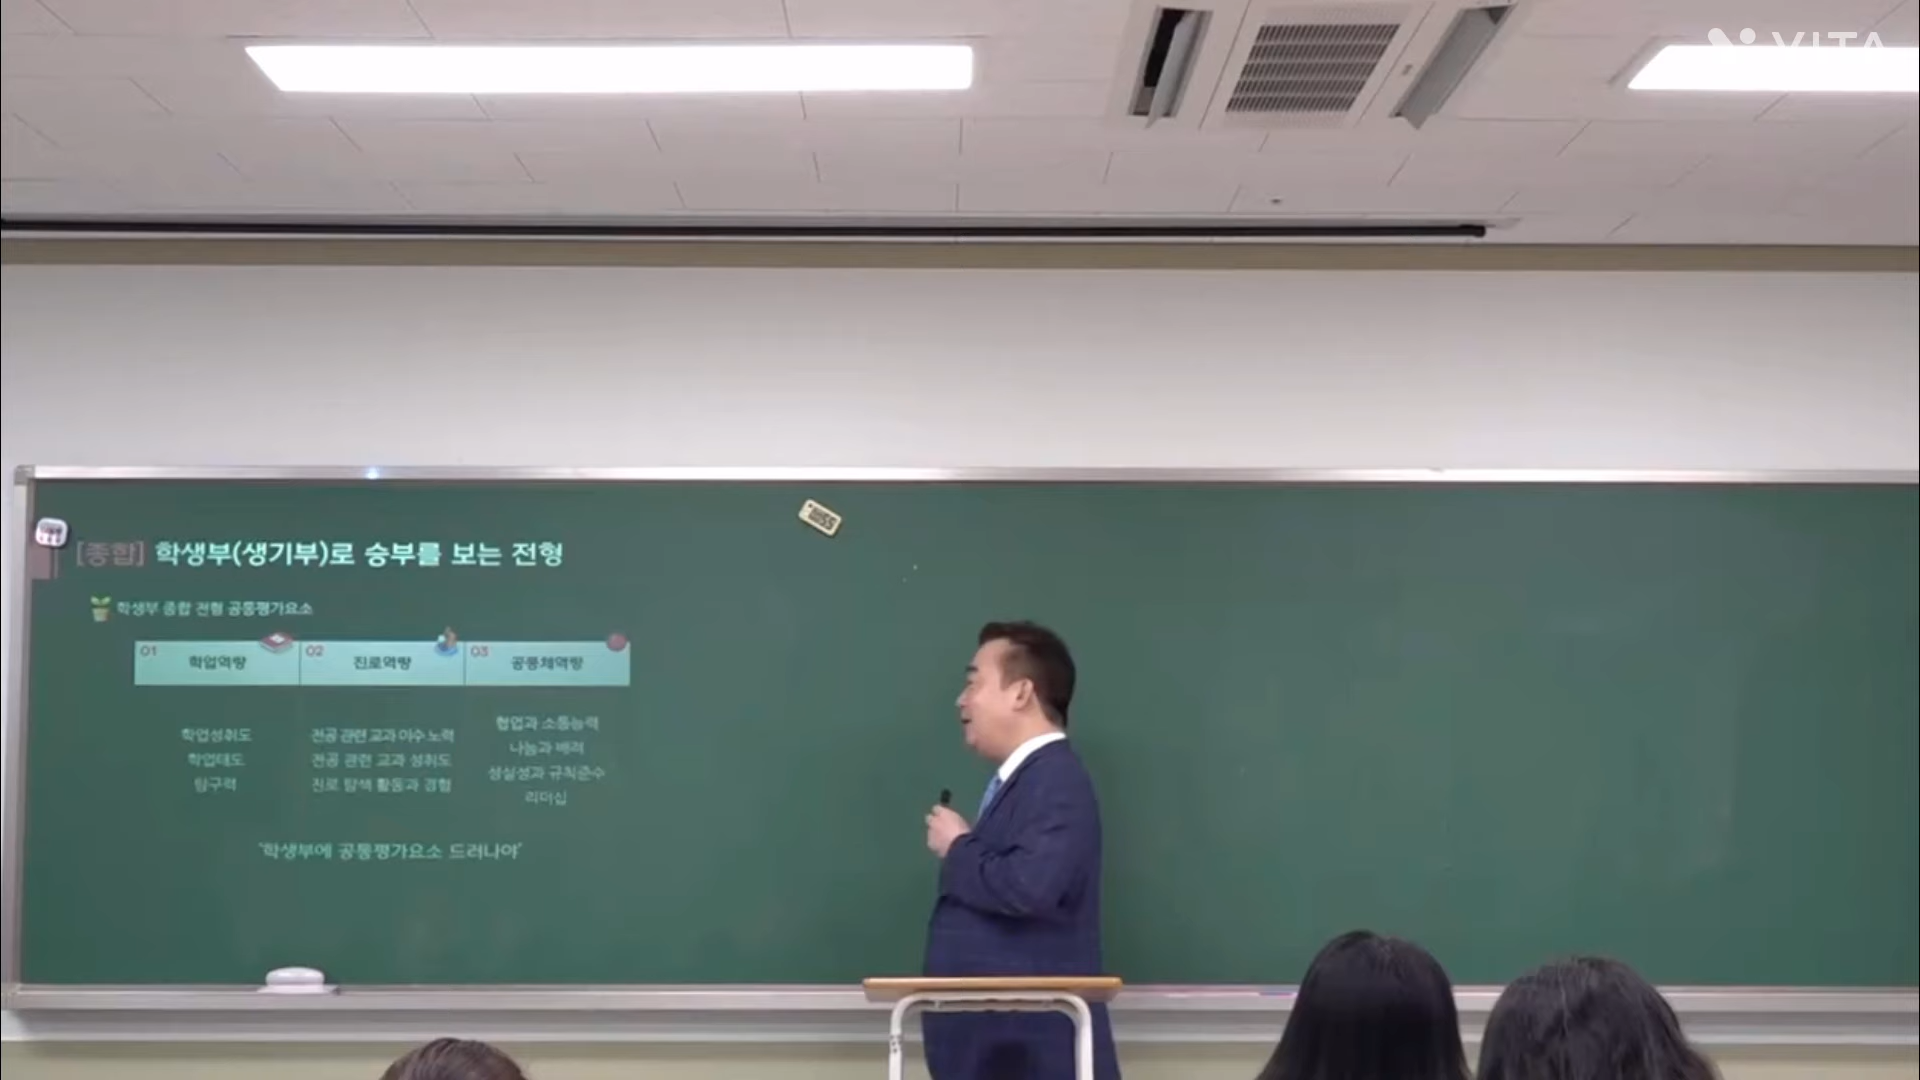 VITA
[종합] 학생부(생기부)로 승부를 보는 전형
학생부 종합 전형 공통평가요소
01 학업역량
02 진로역량
03 공동체역량
학업성취도
학업태도
탐구력
전공 관련 교과 이수 노력
전공 관련 교과 성취도
진로 탐색 활동과 경험
협업과 소통능력
나눔과 배려
성실성과 규칙준수
리더십
'학생부에 공통평가요소 드러나야'